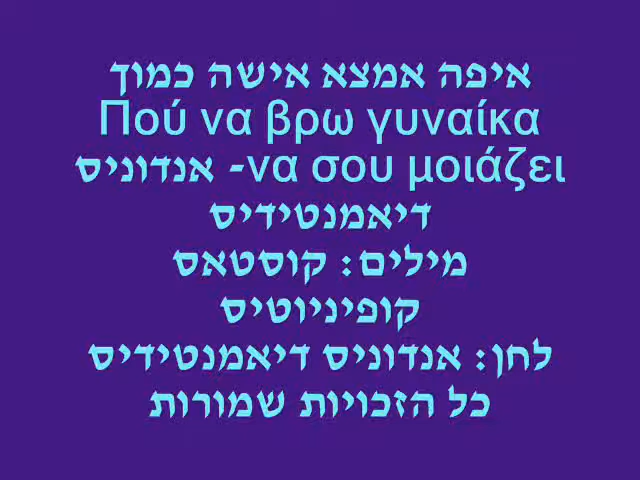 איפה אמצא אישה כמוך
Πού να βρω γυναίκα
να σου μοιάζει- אנדוניס
דיאמנטידיס
מילים: קוסטאס
קופיניוטיס
לחן: אנדוניס דיאמנטידיס
כל הזכויות שמורות